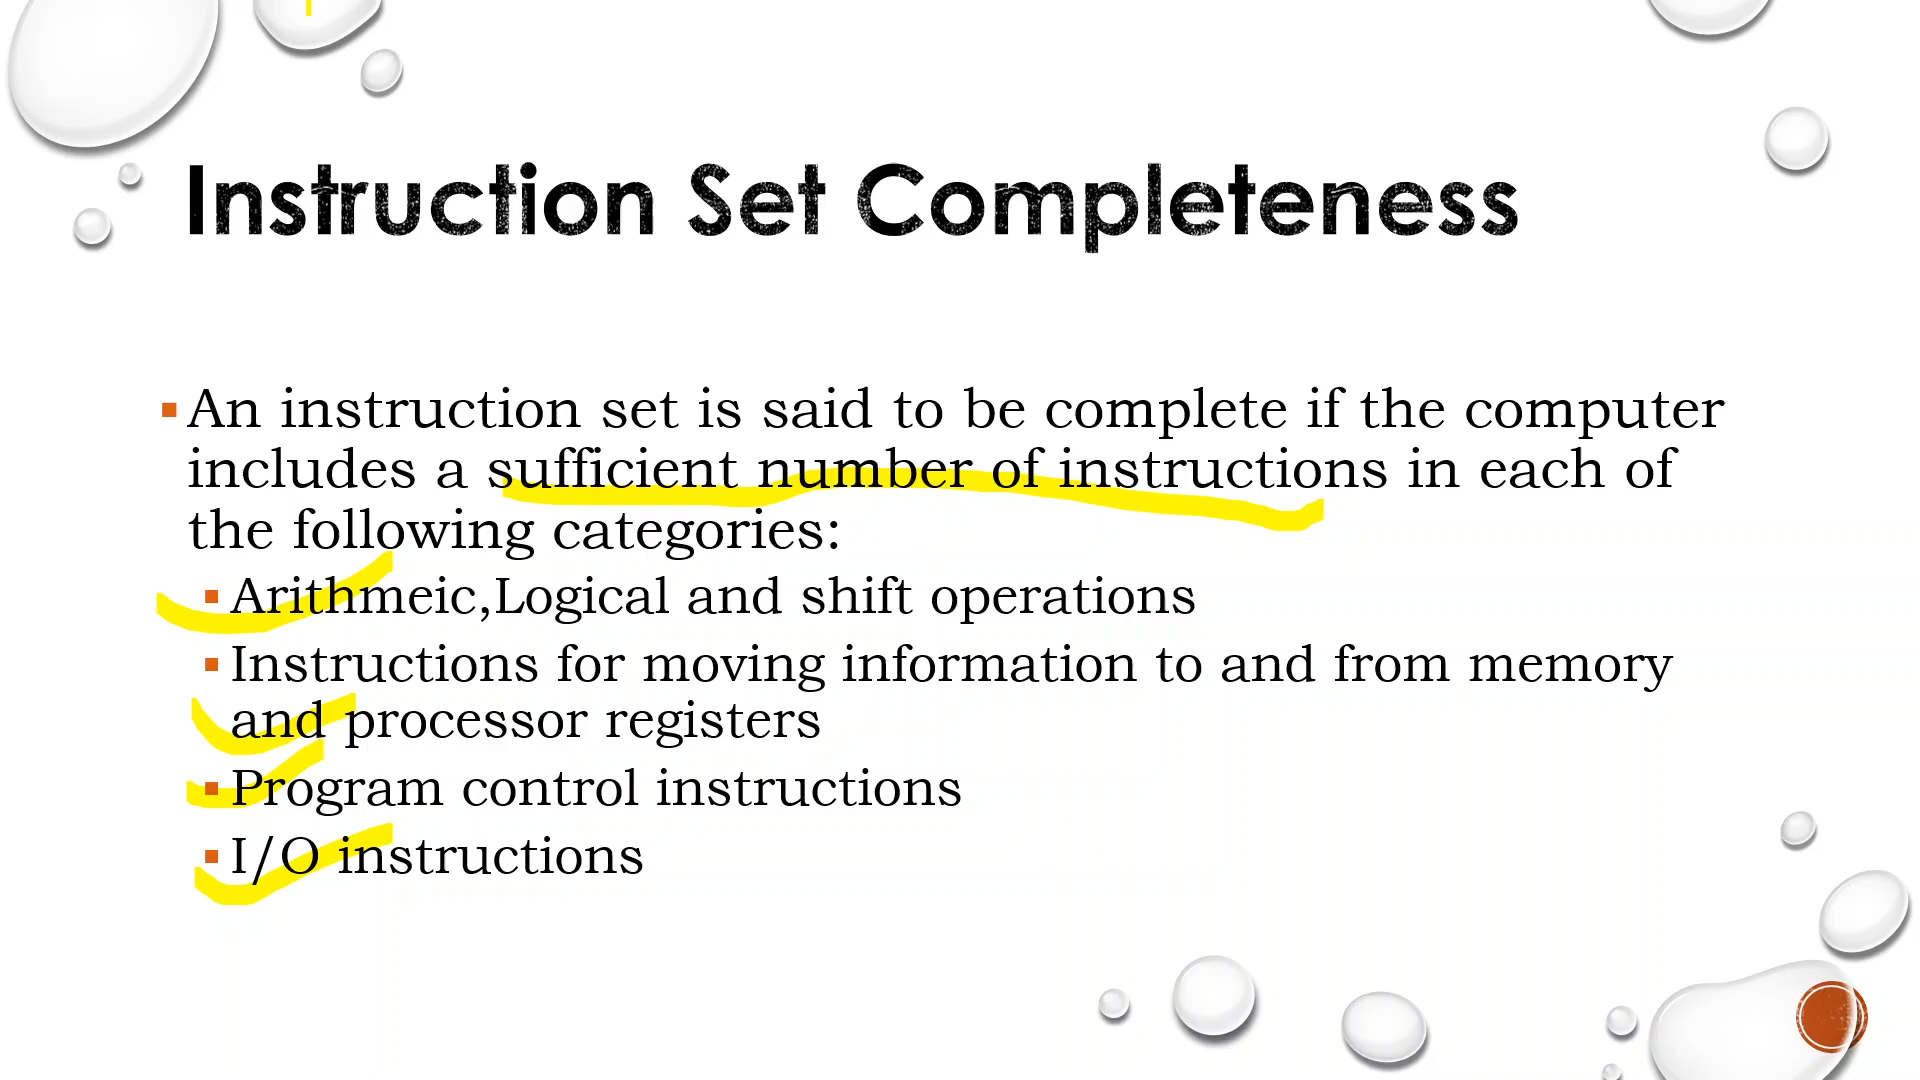 Instruction Set Completeness
An instruction set is said to be complete if the computer
includes a sufficient number of instructions in each of
the following categories:
Arithmeic,Logical and shift operations
Instructions for moving information to and from memory
and processor registers
Program control instructions
I/O instructions